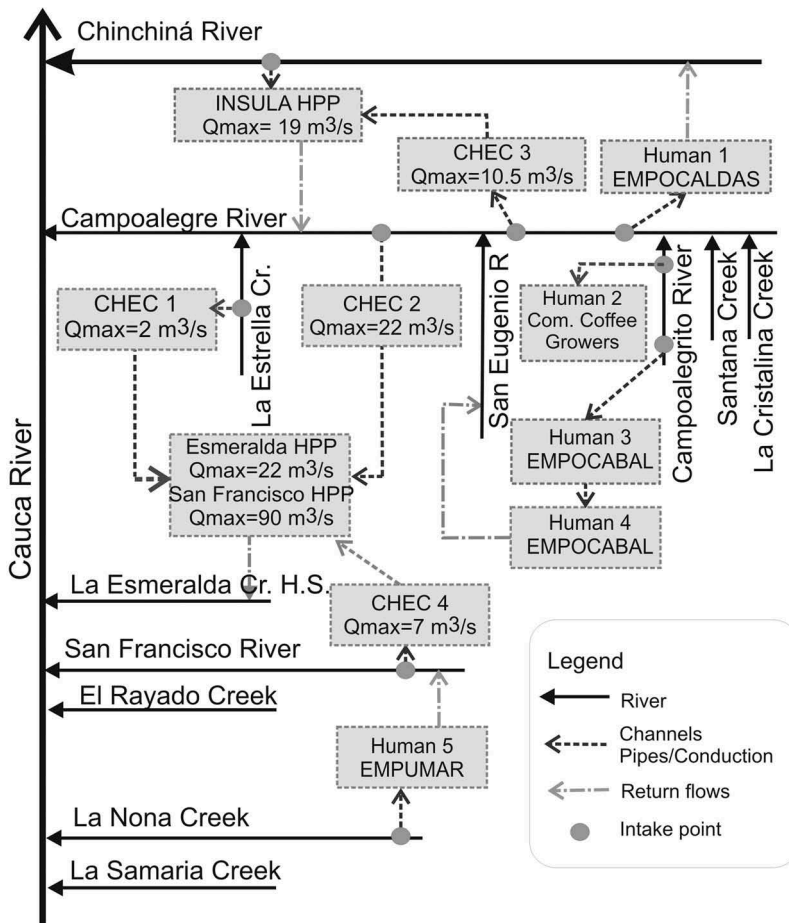 Chinchiná River
INSULA HPP
Qmax= 19 m³/s
CHEC 3
Qmax=10.5 m³/s
Human 1
EMPOCALDAS
Campoalegre River
CHEC 1
Qmax=2 m³/s
La Estrella Cr.
CHEC 2
Qmax=22 m³/s
San Eugenio R
Human 2
Com. Coffee
Growers
Campoalegrito River
Santana Creek
La Cristalina Creek
Human 3
EMPOCABAL
Human 4
EMPOCABAL
Esmeralda HPP
Qmax=22 m³/s
San Francisco HPP
Qmax=90 m³/s
Cauca River
La Esmeralda Cr. H.S.
CHEC 4
Qmax=7 m³/s
San Francisco River
El Rayado Creek
Human 5
EMPUMAR
La Nona Creek
La Samaria Creek
Legend
River
Channels
Pipes/Conduction
Return flows
Intake point